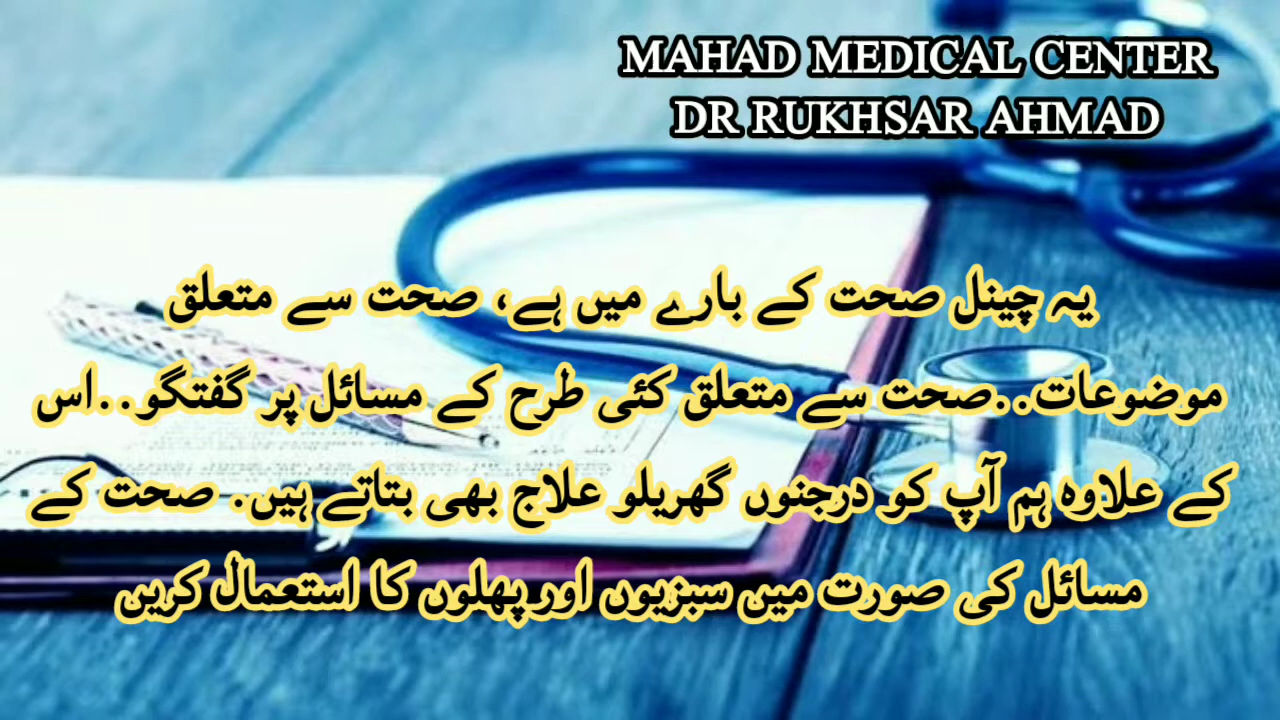 MAHAD MEDICAL CENTER
DR RUKHSAR AHMAD
یہ چینل صحت کے بارے میں ہے، صحت سے متعلق
موضوعات..صحت سے متعلق کئی طرح کے مسائل پر گفتگو..اس
کے علاوہ ہم آپ کو درجنوں گھریلو علاج بھی بتاتے ہیں. صحت کے
مسائل کی صورت میں سبزیوں اور پھلوں کا استعمال کریں